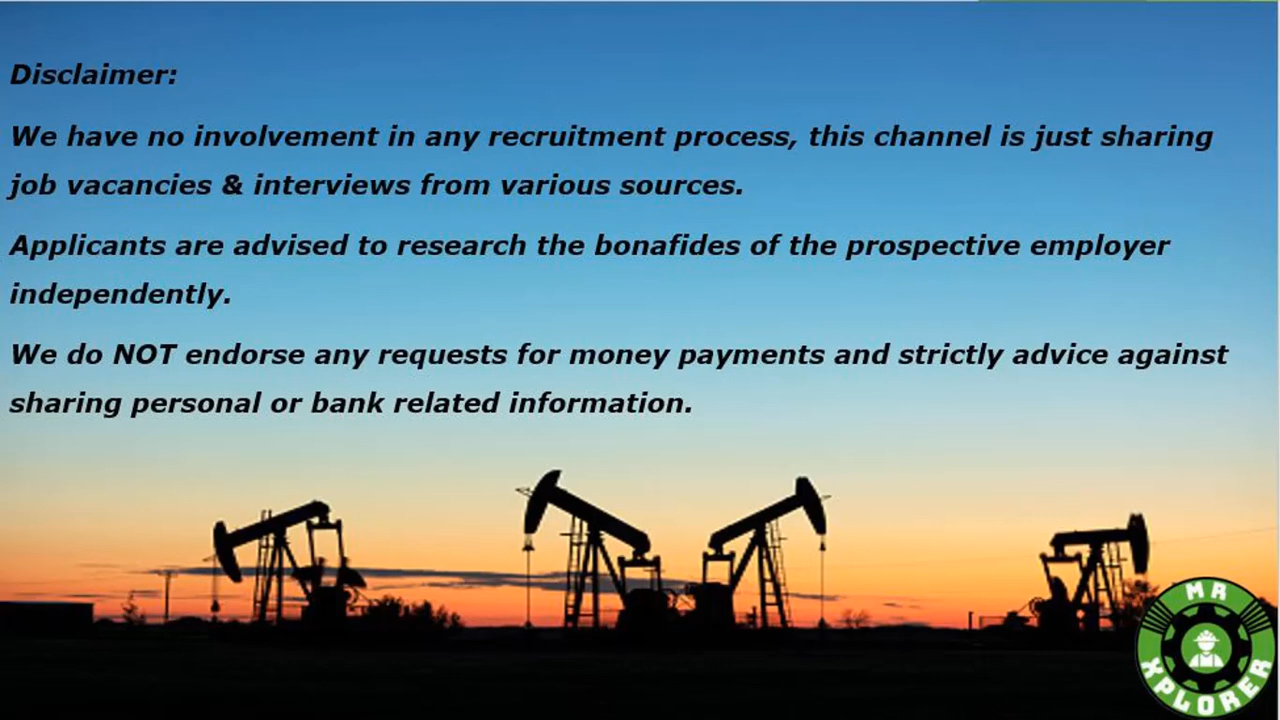 Disclaimer:
We have no involvement in any recruitment process, this channel is just sharing
job vacancies & interviews from various sources.
Applicants are advised to research the bonafides of the prospective employer
independently.
We do NOT endorse any requests for money payments and strictly advice against
sharing personal or bank related information.
MR
XPLORER